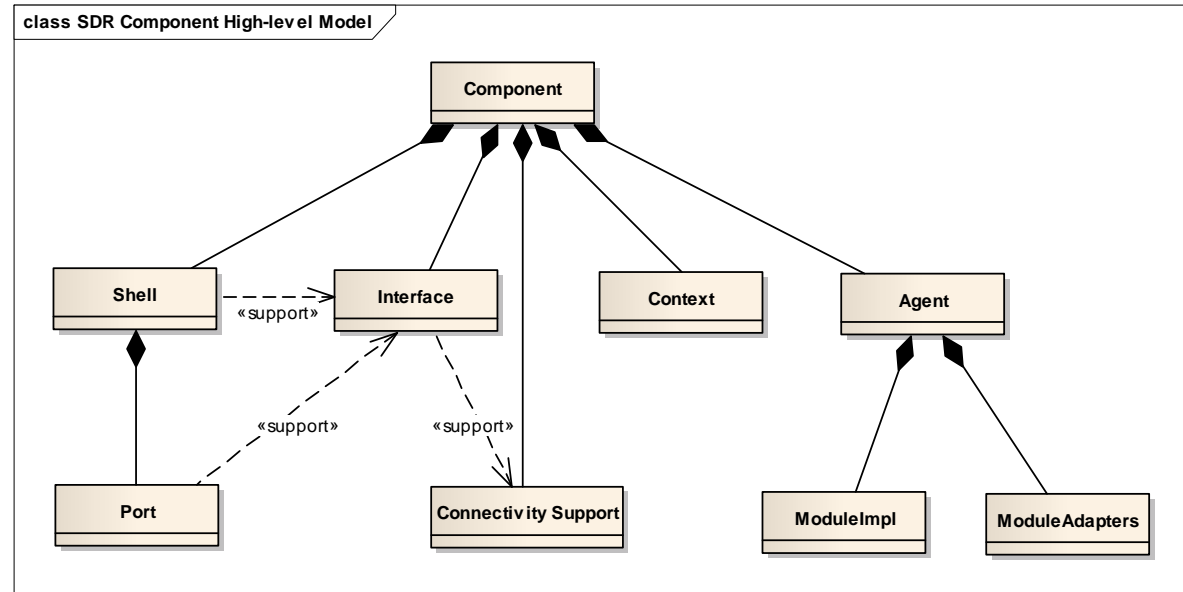 class SDR Component High-level Model
Component
Shell
Interface
Context
Agent
«support»
«support»
«support»
Port
Connectivity Support
ModuleImpl
ModuleAdapters